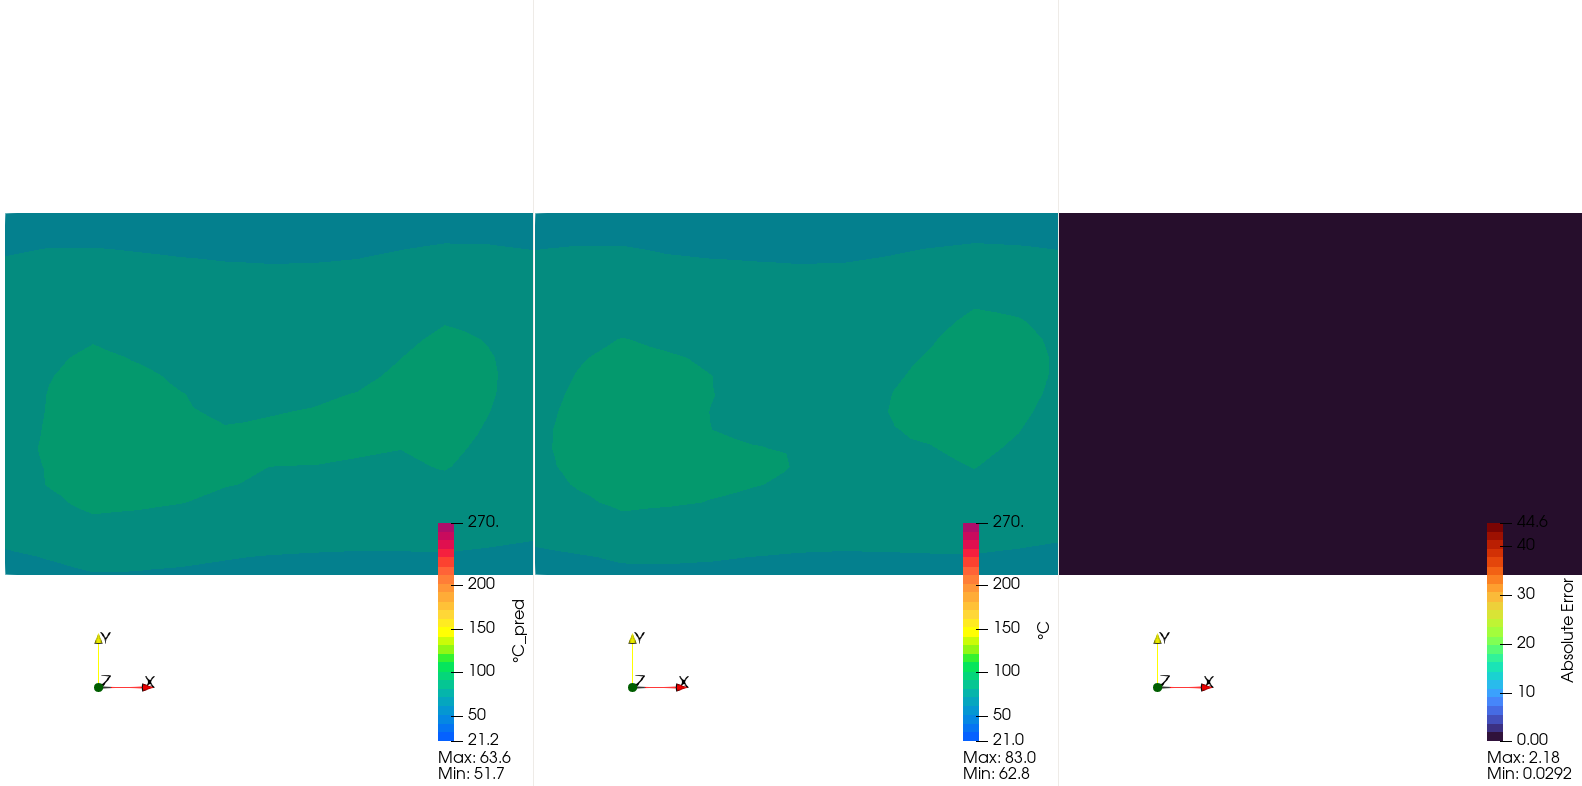 270.
200
150
100
50
21.2
°C_pred
Max: 63.6
Min: 51.7
Y
Z
X
270.
200
150
100
50
21.0
°C
Max: 83.0
Min: 62.8
Y
Z
X
44.6
40
30
20
10
0.00
Absolute Error
Max: 2.18
Min: 0.0292
Y
Z
X